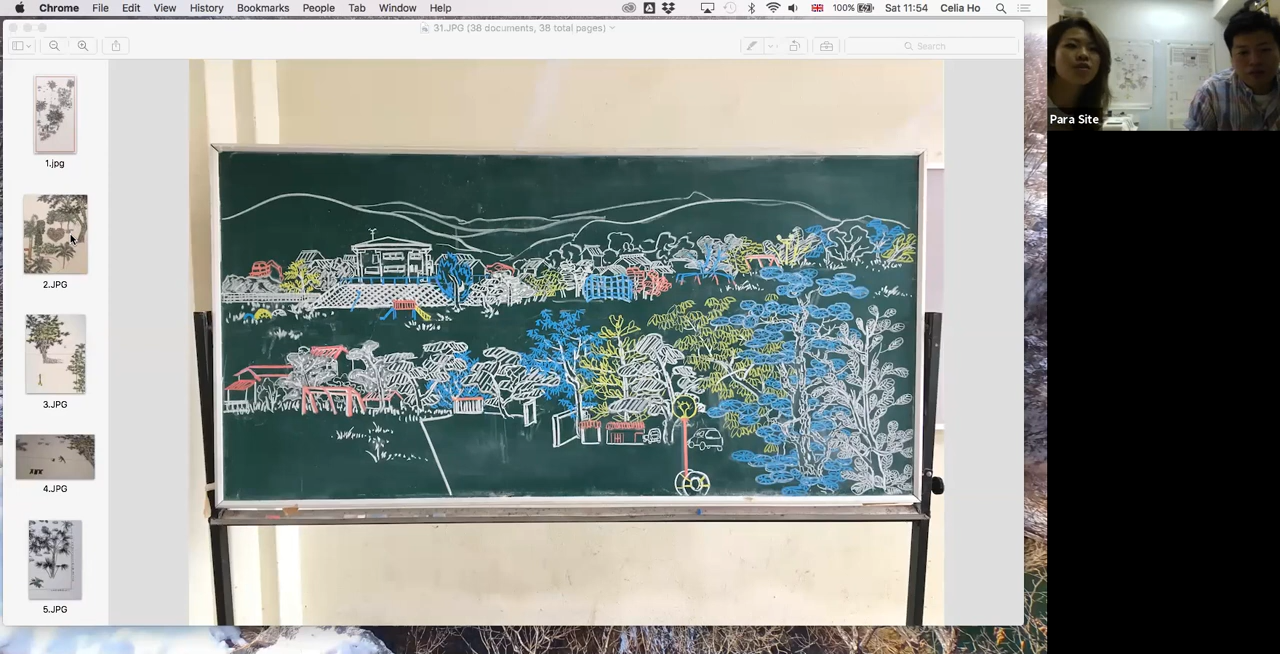 Chrome File Edit View History Bookmarks People Tab Window Help 100% Sat 11:54 Celia Ho
31.JPG (38 documents, 38 total pages)
Search
1.jpg
2.JPG
3.JPG
4.JPG
5.JPG
Para Site